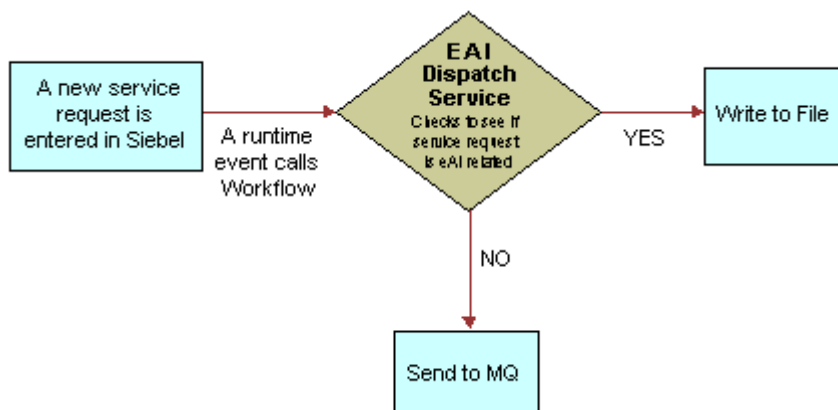 A new service
request is
entered in Siebel
A runtime
event calls
Workflow
EAI
Dispatch
Service
Checks to see if
service request
is eAI related
YES
Write to File
NO
Send to MQ